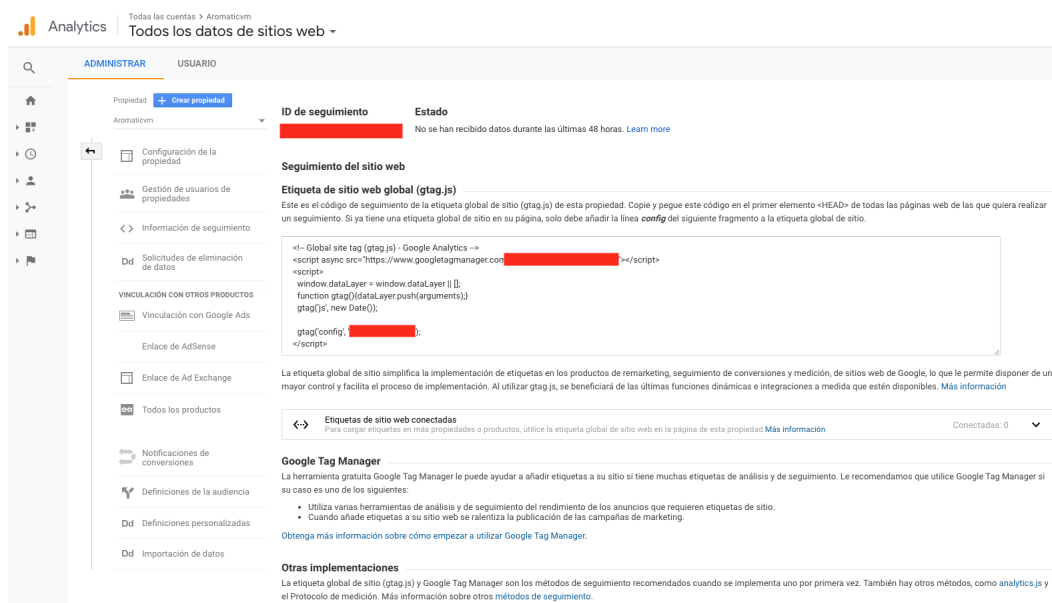 Analytics
Todas las cuentas > Aromaticvm
Todos los datos de sitios web
ADMINISTRAR
USUARIO
Propiedad
+ Crear propiedad
Aromaticvm
Configuración de la
propiedad
Gestión de usuarios de
propiedades
Información de seguimiento
Dd Solicitudes de eliminación
de datos
VINCULACIÓN CON OTROS PRODUCTOS
Vinculación con Google Ads
Enlace de AdSense
Enlace de Ad Exchange
Todos los productos
Notificaciones de
conversiones
Definiciones de la audiencia
Dd Definiciones personalizadas
Dd Importación de datos
ID de seguimiento
Estado
No se han recibido datos durante las últimas 48 horas. Learn more
Seguimiento del sitio web
Etiqueta de sitio web global (gtag.js)
Este es el código de seguimiento de la etiqueta global de sitio (gtag.js) de esta propiedad. Copie y pegue este código en el primer elemento <HEAD> de todas las páginas web de las que quiera realizar
un seguimiento. Si ya tiene una etiqueta global de sitio en su página, solo debe añadir la línea config del siguiente fragmento a la etiqueta global de sitio.
<!-- Global site tag (gtag.js) - Google Analytics -->
<script async src="https://www.googletagmanager.com "></script>
<script>
window.dataLayer = window.dataLayer || [];
function gtag(){dataLayer.push(arguments);}
gtag('js', new Date());
gtag('config', ' ');
</script>
La etiqueta global de sitio simplifica la implementación de etiquetas en los productos de remarketing, seguimiento de conversiones y medición, de sitios web de Google, lo que le permite disponer de un
mayor control y facilita el proceso de implementación. Al utilizar gtag.js, se beneficiará de las últimas funciones dinámicas e integraciones a medida que estén disponibles. Más información
Etiquetas de sitio web conectadas
Para cargar etiquetas en más propiedades o productos, utilice la etiqueta global de sitio web en la página de esta propiedad.Más información
Conectadas: 0
Google Tag Manager
La herramienta gratuita Google Tag Manager le puede ayudar a añadir etiquetas a su sitio si tiene muchas etiquetas de análisis y de seguimiento. Le recomendamos que utilice Google Tag Manager si
su caso es uno de los siguientes:
• Utiliza varias herramientas de análisis y de seguimiento del rendimiento de los anuncios que requieren etiquetas de sitio.
• Cuando añade etiquetas a su sitio web se ralentiza la publicación de las campañas de marketing.
Obtenga más información sobre cómo empezar a utilizar Google Tag Manager.
Otras implementaciones
La etiqueta global de sitio (gtag.js) y Google Tag Manager son los métodos de seguimiento recomendados cuando se implementa uno por primera vez. También hay otros métodos, como analytics.js y
el Protocolo de medición. Más información sobre otros métodos de seguimiento.